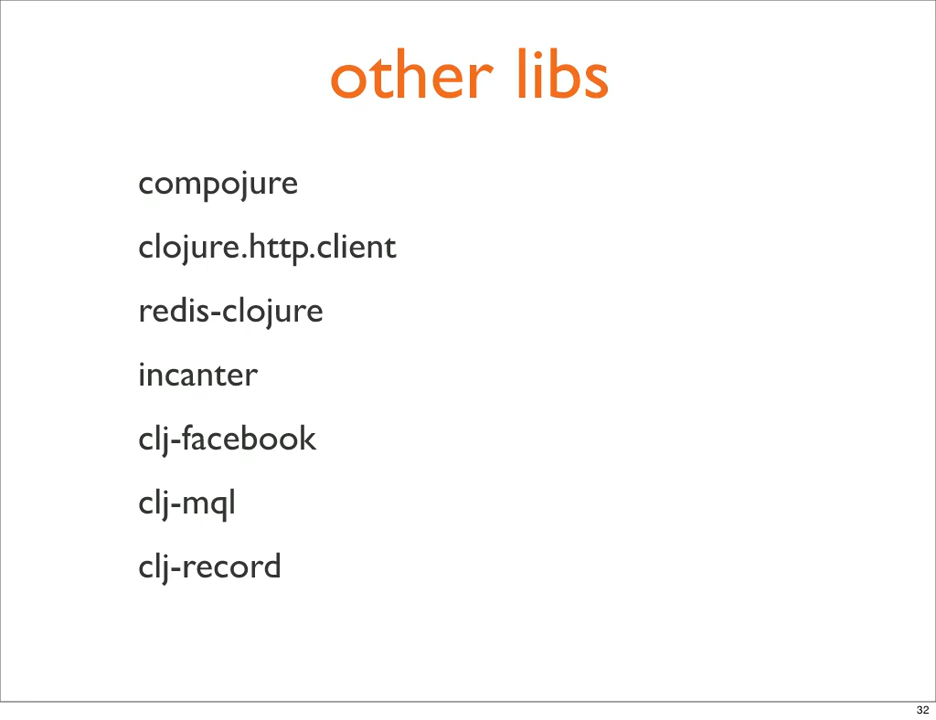 other libs
compojure
clojure.http.client
redis-clojure
incanter
clj-facebook
clj-mql
clj-record
32